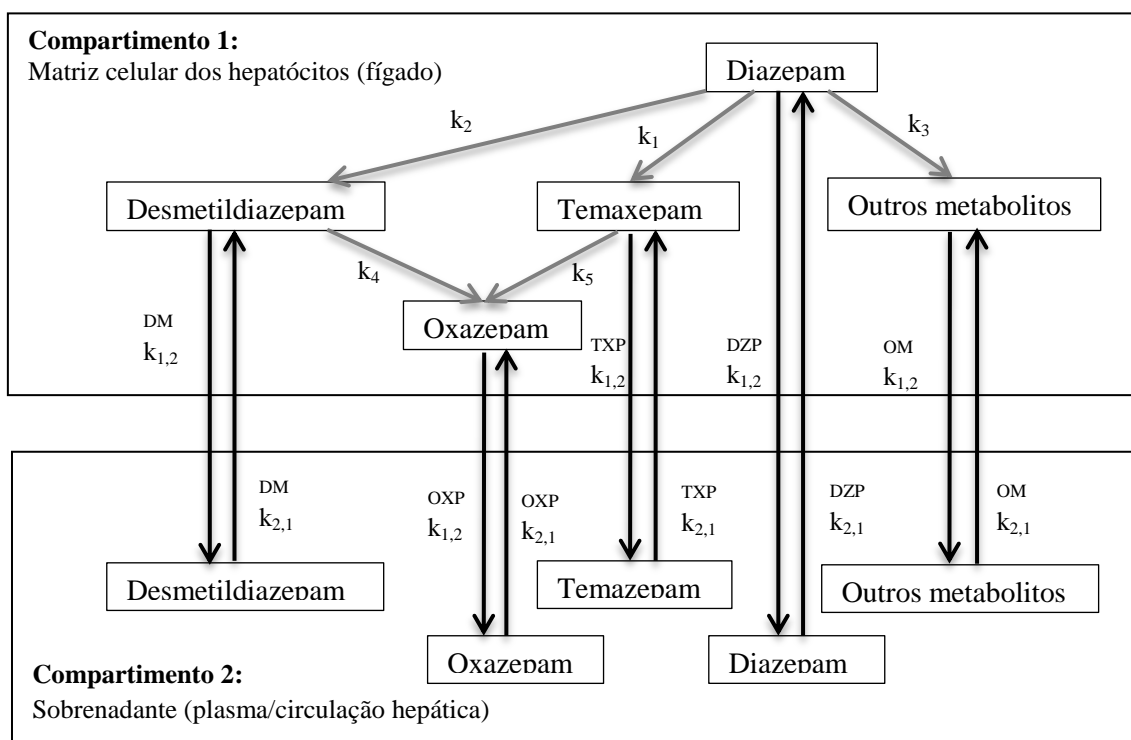 Compartimento 1:
Matriz celular dos hepatócitos (fígado)
Diazepam
k2
k1
k3
Desmetildiazepam
Temaxepam
Outros metabolitos
k4
k5
Oxazepam
DM
k1,2
TXP
k1,2
DZP
k1,2
OM
k1,2
DM
k2,1
OXP
k1,2
OXP
k2,1
TXP
k2,1
DZP
k2,1
OM
k2,1
Desmetildiazepam
Temazepam
Outros metabolitos
Oxazepam
Diazepam
Compartimento 2:
Sobrenadante (plasma/circulação hepática)